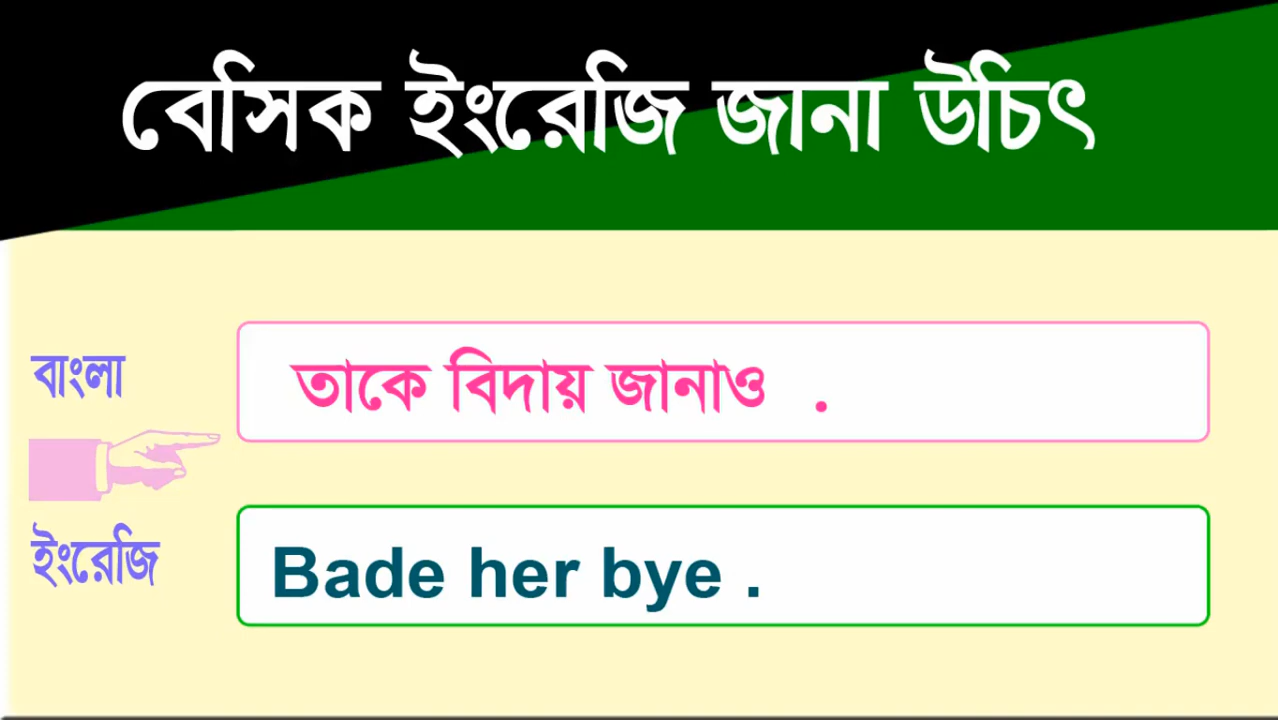 বেসিক ইংরেজি জানা উচিৎ
বাংলা
তাকে বিদায় জানাও .
ইংরেজি
Bade her bye .